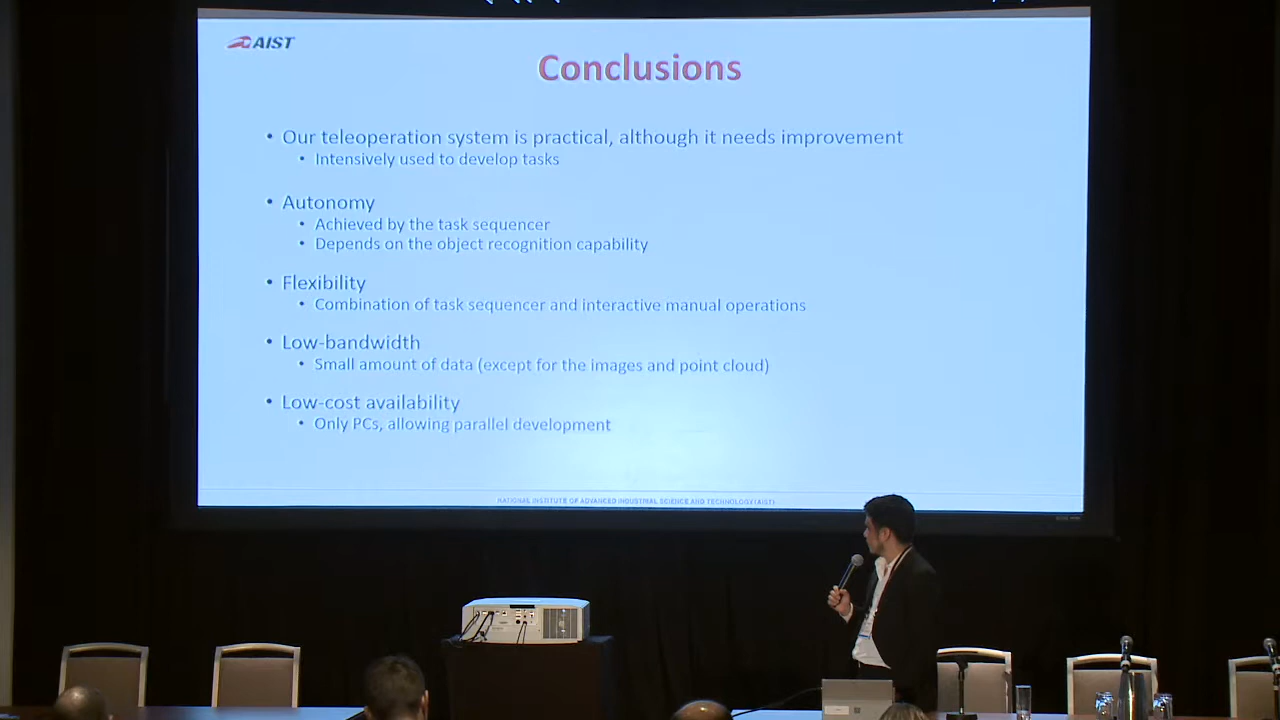 AIST
Conclusions
• Our teleoperation system is practical, although it needs improvement
• Intensively used to develop tasks
• Autonomy
• Achieved by the task sequencer
• Depends on the object recognition capability
• Flexibility
• Combination of task sequencer and interactive manual operations
• Low-bandwidth
• Small amount of data (except for the images and point cloud)
• Low-cost availability
• Only PCs, allowing parallel development
NATIONAL INSTITUTE OF ADVANCED INDUSTRIAL SCIENCE AND TECHNOLOGY (AIST)